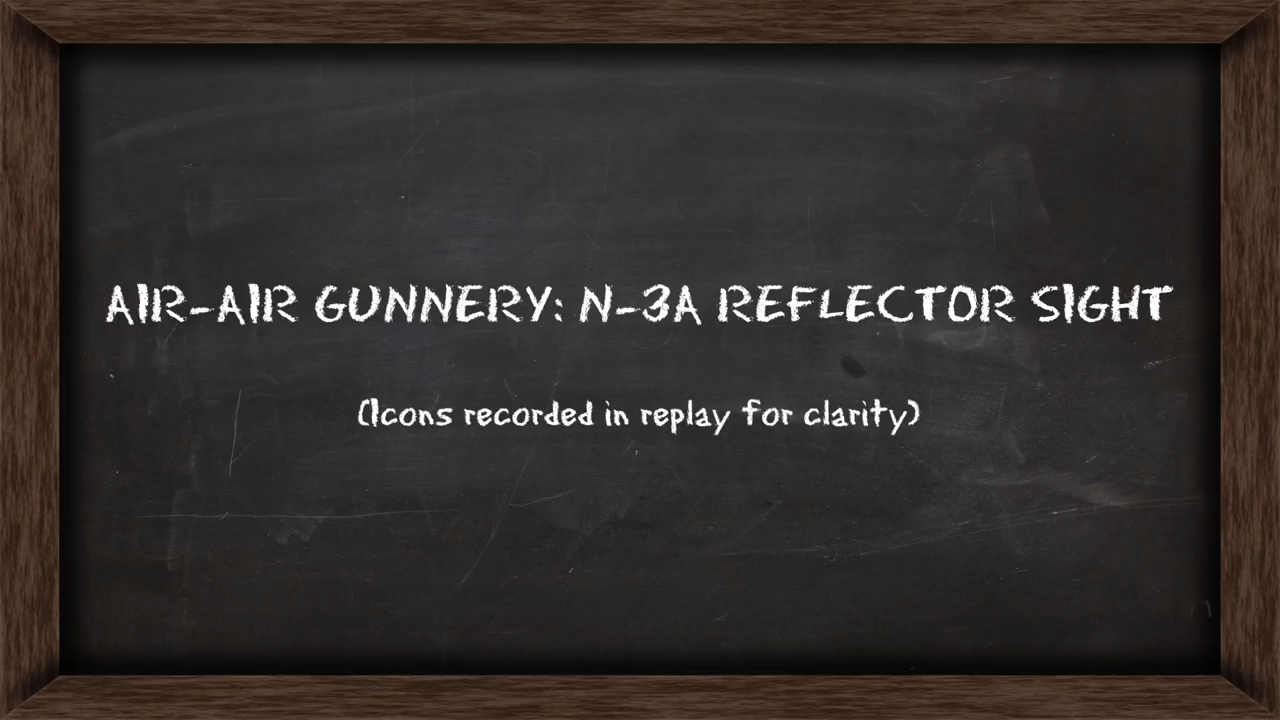 AIR-AIR GUNNERY: N-3A REFLECTOR SIGHT
(Icons recorded in replay for clarity)